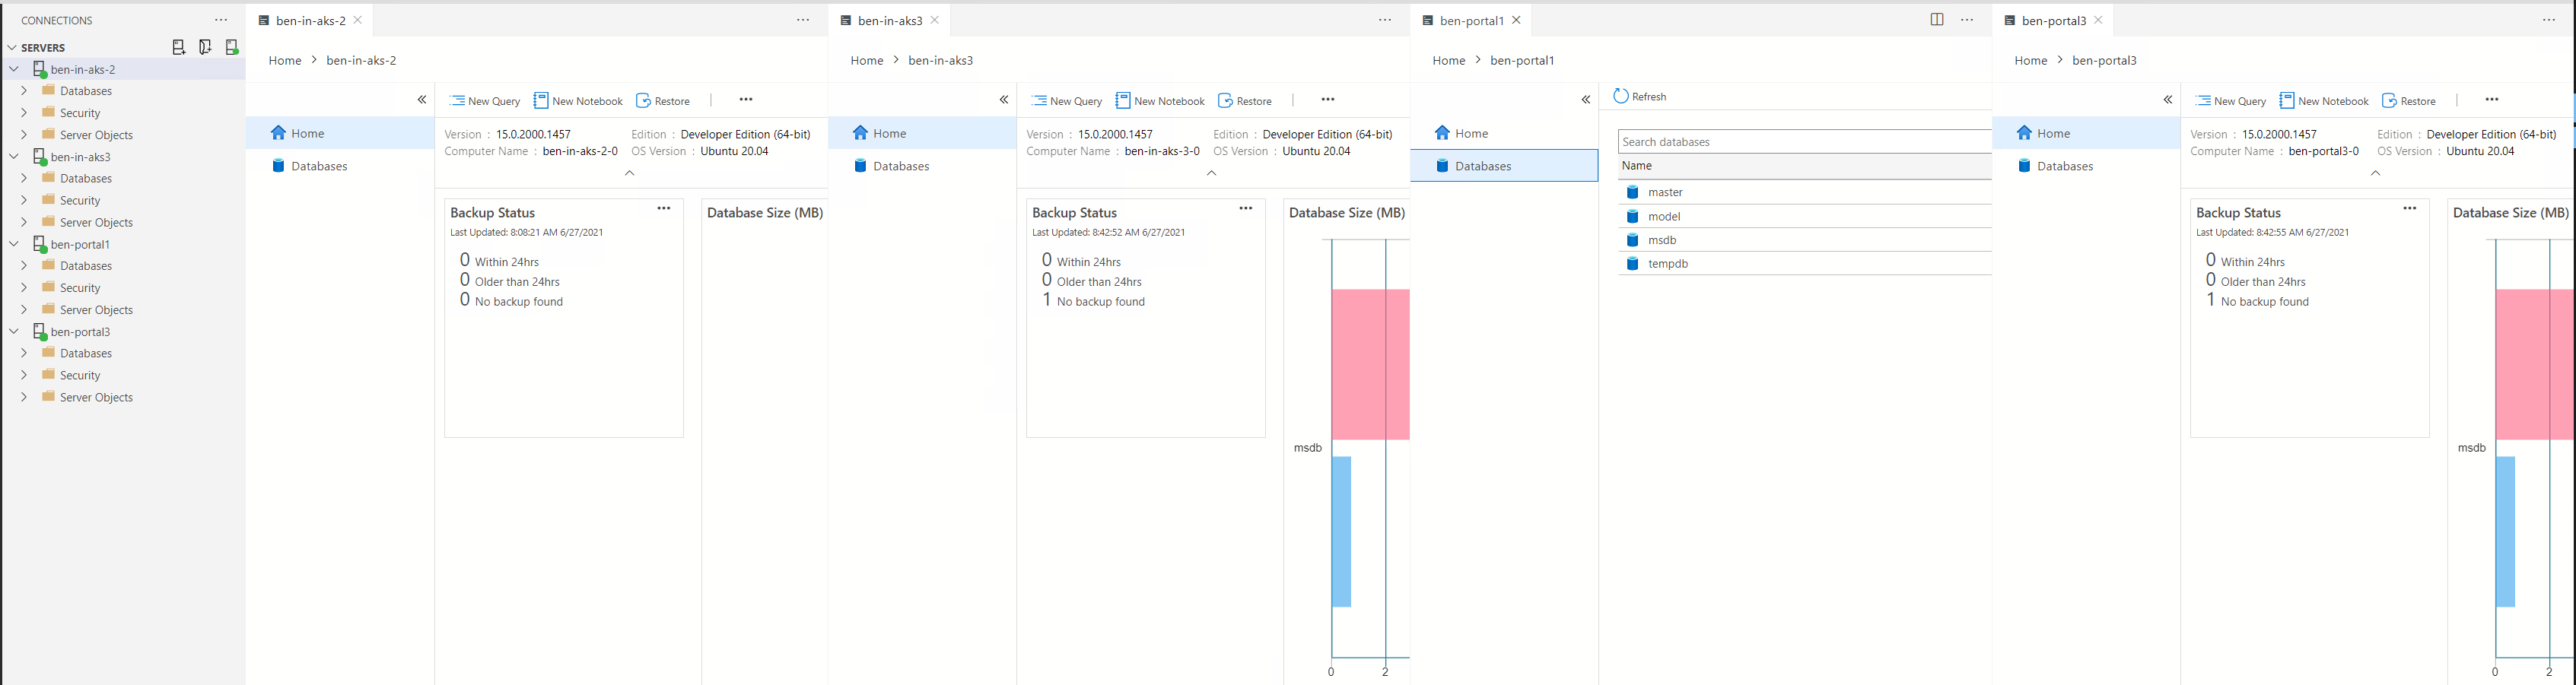 CONNECTIONS
SERVERS
ben-in-aks-2
Databases
Security
Server Objects
ben-in-aks3
Databases
Security
Server Objects
ben-portal1
Databases
Security
Server Objects
ben-portal3
Databases
Security
Server Objects
ben-in-aks-2
Home > ben-in-aks-2
Home
Databases
New Query New Notebook Restore
Version : 15.0.2000.1457 Edition : Developer Edition (64-bit)
Computer Name : ben-in-aks-2-0 OS Version : Ubuntu 20.04
Backup Status
Last Updated: 8:08:21 AM 6/27/2021
0 Within 24hrs
0 Older than 24hrs
0 No backup found
Database Size (MB)
ben-in-aks3
Home > ben-in-aks3
Home
Databases
New Query New Notebook Restore
Version : 15.0.2000.1457 Edition : Developer Edition (64-bit)
Computer Name : ben-in-aks-3-0 OS Version : Ubuntu 20.04
Backup Status
Last Updated: 8:42:52 AM 6/27/2021
0 Within 24hrs
0 Older than 24hrs
1 No backup found
Database Size (MB)
msdb
0 2
ben-portal1
Home > ben-portal1
Home
Databases
Refresh
Search databases
Name
master
model
msdb
tempdb
ben-portal3
Home > ben-portal3
Home
Databases
New Query New Notebook Restore
Version : 15.0.2000.1457 Edition : Developer Edition (64-bit)
Computer Name : ben-portal3-0 OS Version : Ubuntu 20.04
Backup Status
Last Updated: 8:42:55 AM 6/27/2021
0 Within 24hrs
0 Older than 24hrs
1 No backup found
Database Size (MB)
msdb
0 2